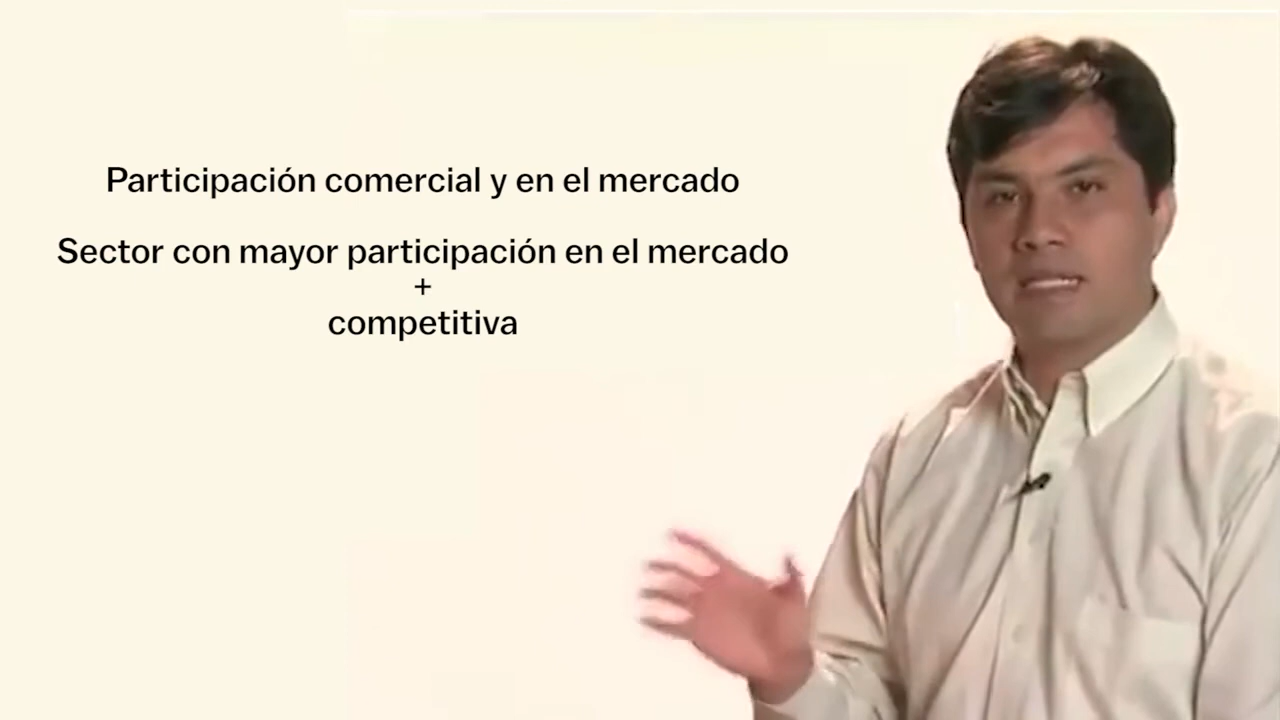 Participación comercial y en el mercado
Sector con mayor participación en el mercado
+
competitiva